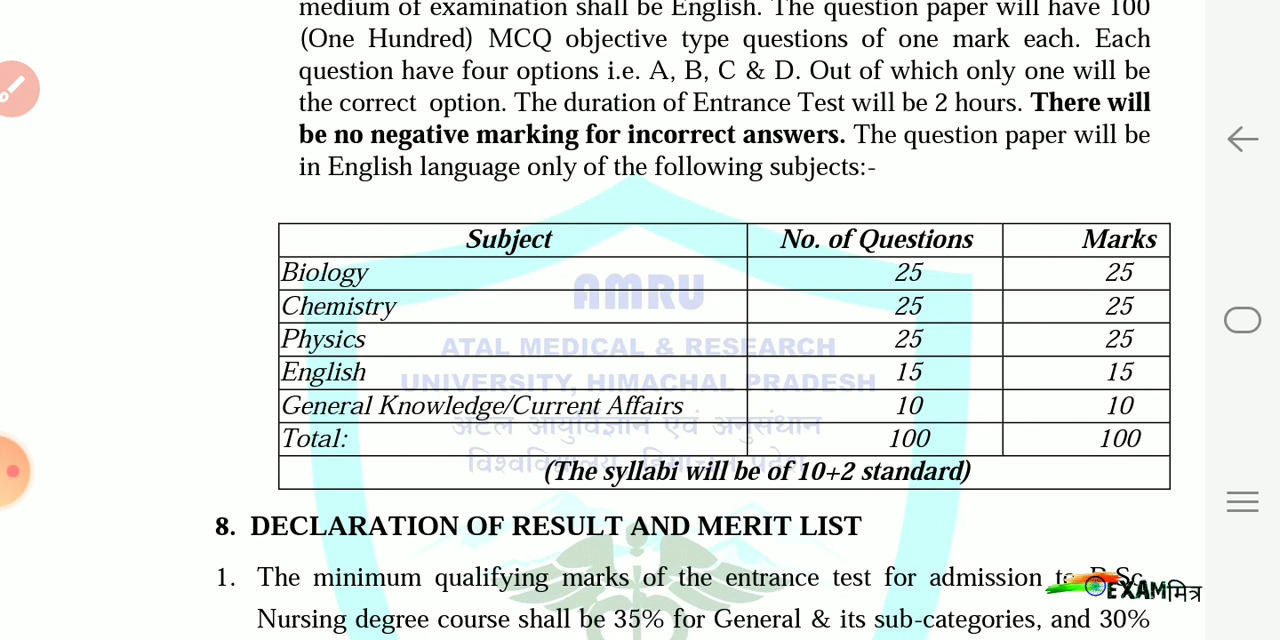 medium of examination shall be English. The question paper will have 100
(One Hundred) MCQ objective type questions of one mark each. Each
question have four options i.e. A, B, C & D. Out of which only one will be
the correct option. The duration of Entrance Test will be 2 hours. There will
be no negative marking for incorrect answers. The question paper will be
in English language only of the following subjects:-
Subject No. of Questions Marks
Biology 25 25
AMRU
Chemistry 25 25
Physics 25 25
ATAL MEDICAL & RESEARCH
English 15 15
UNIVERSITY, HIMACHAL PRADESH
General Knowledge/Current Affairs 10 10
अटल आयुर्विज्ञान एवं अनुसंधान
Total: 100 100
(The syllabi will be of 10+2 standard)
8. DECLARATION OF RESULT AND MERIT LIST
1. The minimum qualifying marks of the entrance test for admission to B.Sc.
EXAMमित्र
Nursing degree course shall be 35% for General & its sub-categories, and 30%